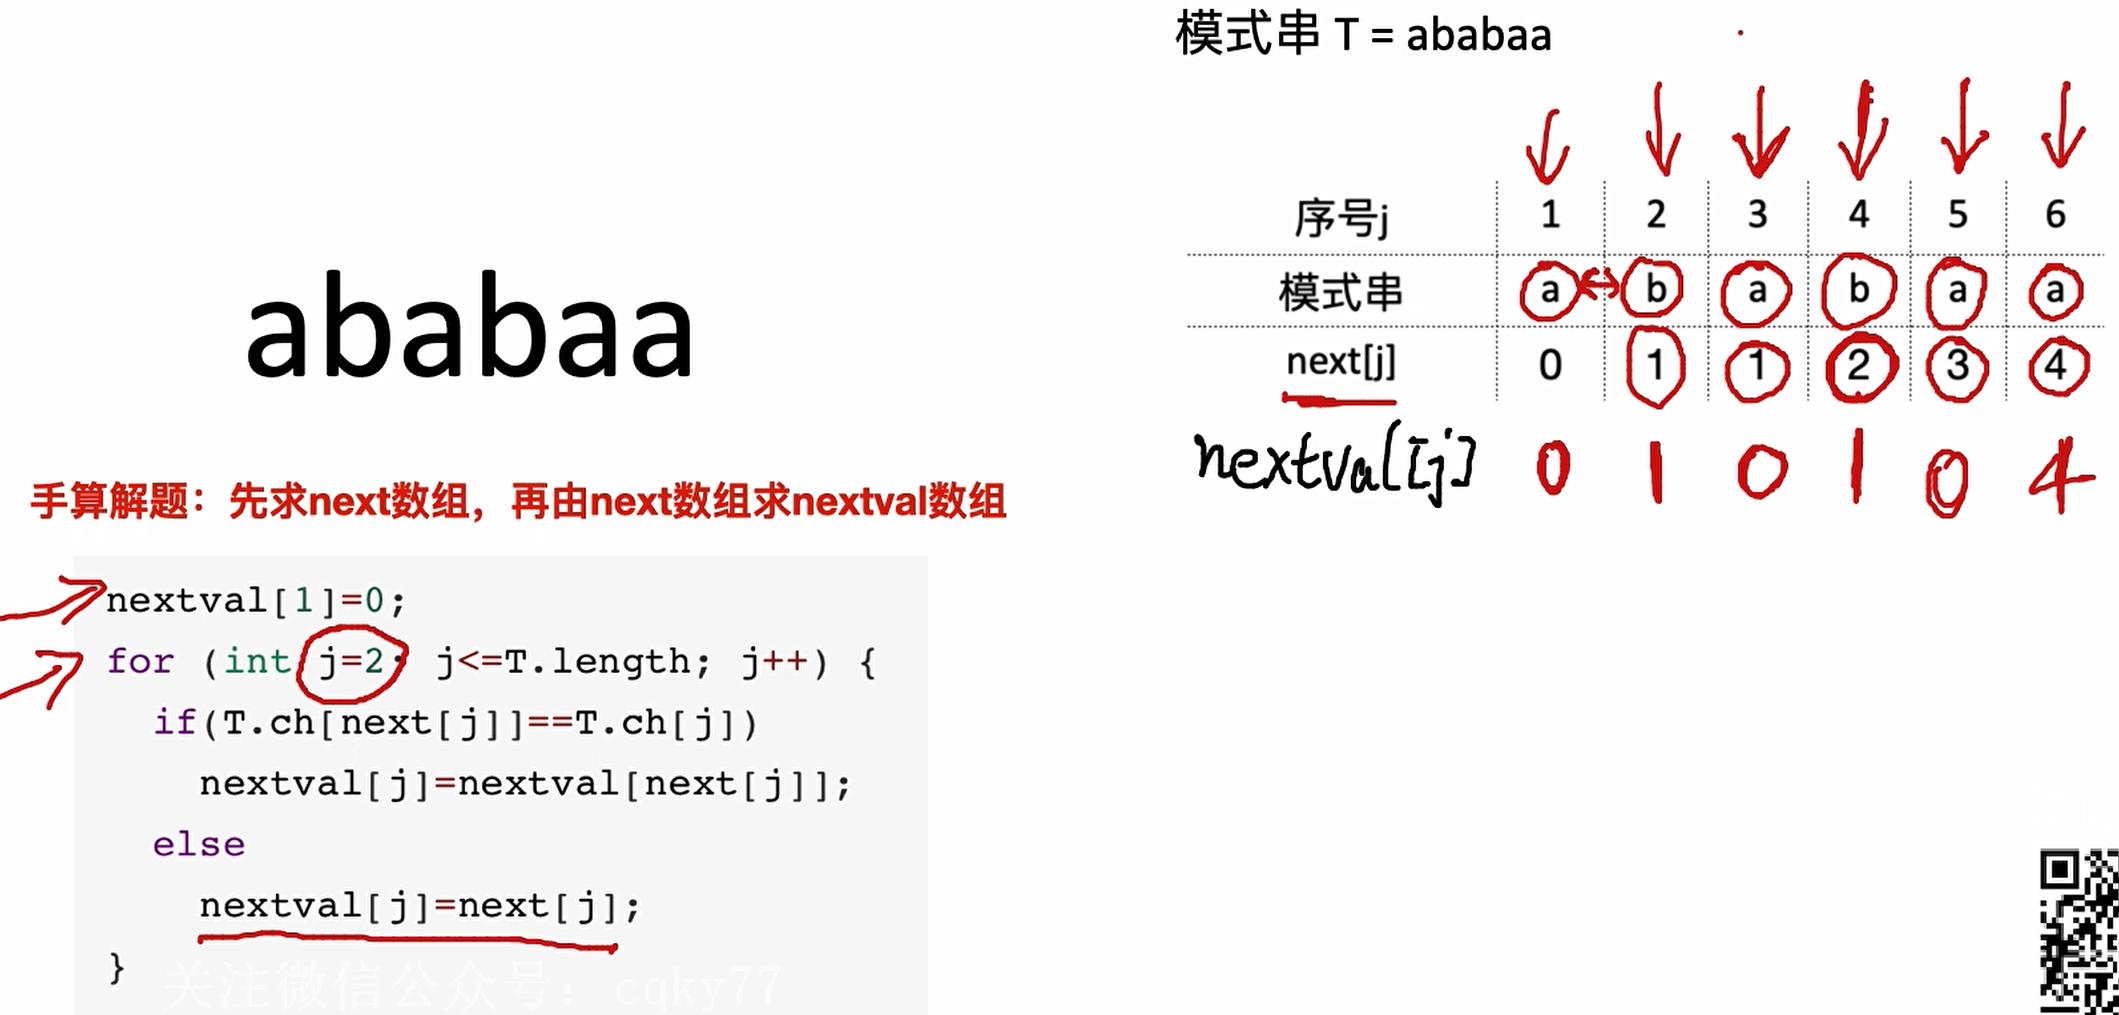 模式串 T = ababaa
序号j 1 2 3 4 5 6
模式串 a b a b a a
next[j] 0 1 1 2 3 4
nextval[j] 0 1 0 1 0 4
ababaa
手算解题：先求next数组，再由next数组求nextval数组
nextval[1]=0;
for (int j=2; j<=T.length; j++) {
if(T.ch[next[j]]==T.ch[j])
nextval[j]=nextval[next[j]];
else
nextval[j]=next[j];
}
关注微信公众号：cqky77